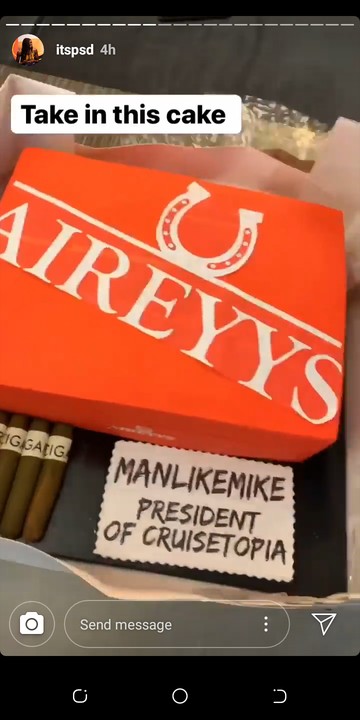 itspsd 4h
Take in this cake
AIREYYS
MANLIKEMIKE
PRESIDENT
OF CRUISETOPIA
Send message